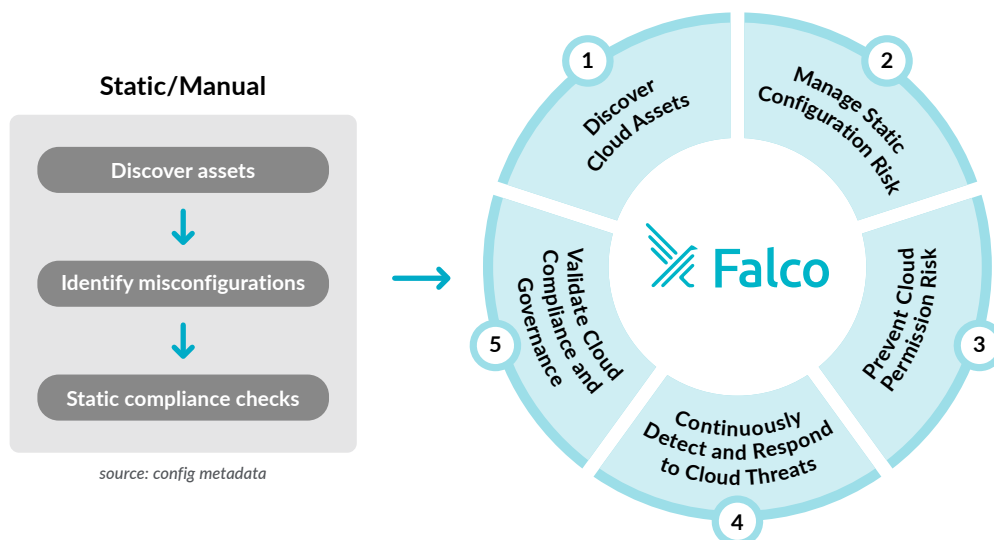 Static/Manual
Discover assets
Identify misconfigurations
Static compliance checks
source: config metadata
1
Discover
Cloud Assets
2
Manage Static
Configuration Risk
3
Prevent Cloud
Permission Risk
4
Continuously
Detect and Respond
to Cloud Threats
5
Validate Cloud
Compliance and
Governance
Falco